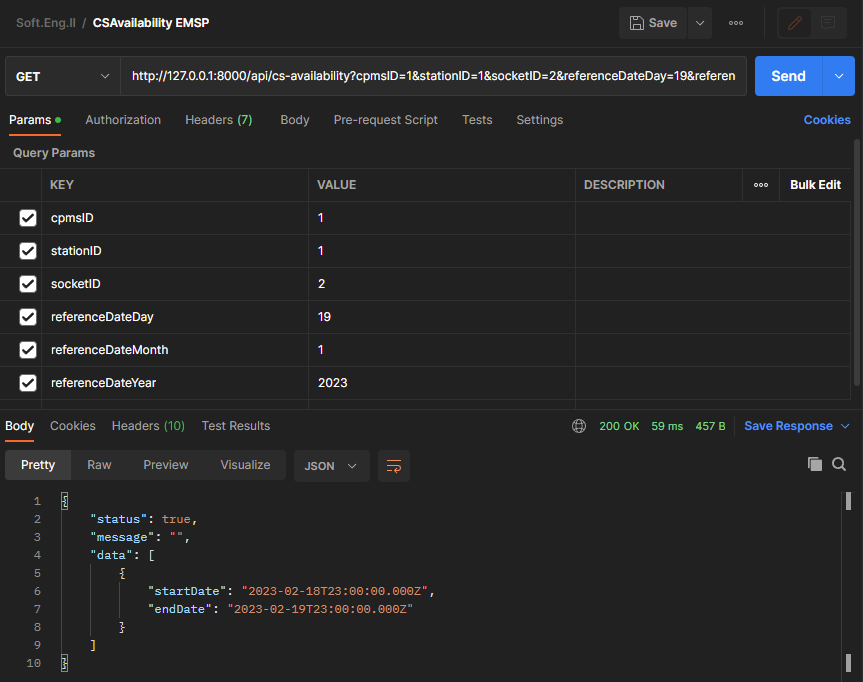 Soft.Eng.II / CSAvailability EMSP Save
GET http://127.0.0.1:8000/api/cs-availability?cpmsID=1&stationID=1&socketID=2&referenceDateDay=19&referen Send
Params Authorization Headers (7) Body Pre-request Script Tests Settings Cookies
Query Params
KEY VALUE DESCRIPTION Bulk Edit
cpmsID 1
stationID 1
socketID 2
referenceDateDay 19
referenceDateMonth 1
referenceDateYear 2023
Body Cookies Headers (10) Test Results 200 OK 59 ms 457 B Save Response
Pretty Raw Preview Visualize JSON
1 {
2 "status": true,
3 "message": "",
4 "data": [
5 {
6 "startDate": "2023-02-18T23:00:00.000Z",
7 "endDate": "2023-02-19T23:00:00.000Z"
8 }
9 ]
10 }